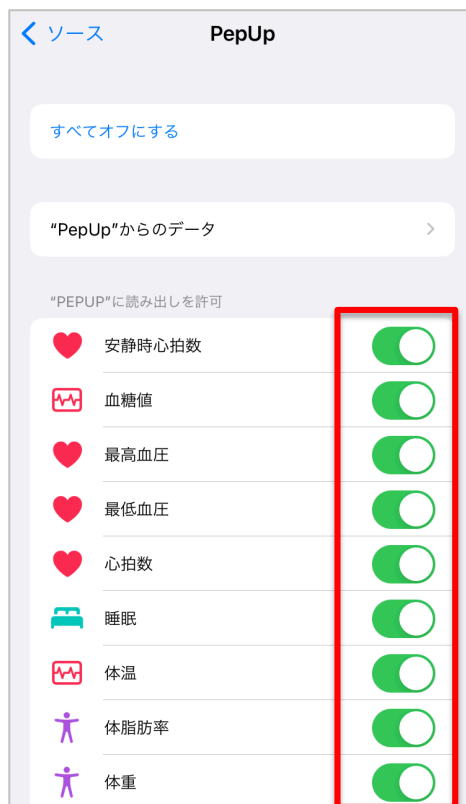 ソース
PepUp
すべてオフにする
“PepUp”からのデータ
“PEPUP”に読み出しを許可
安静時心拍数
血糖値
最高血圧
最低血圧
心拍数
睡眠
体温
体脂肪率
体重